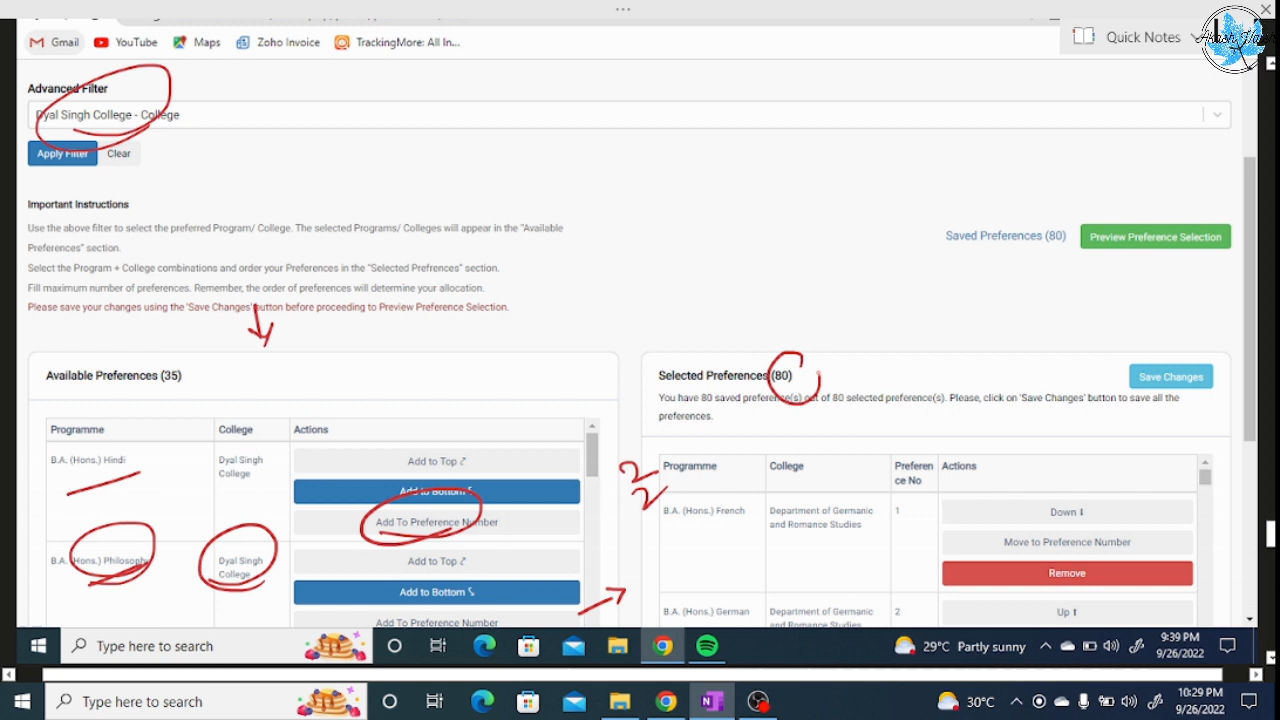 Gmail YouTube Maps Zoho Invoice TrackingMore: All In...
Quick Notes
Advanced Filter
Dyal Singh College - College
Apply Filter Clear
Important Instructions
Use the above filter to select the preferred Program/ College. The selected Programs/ Colleges will appear in the "Available
Preferences" section.
Select the Program + College combinations and order your Preferences in the "Selected Prefrences" section.
Fill maximum number of preferences. Remember, the order of preferences will determine your allocation.
Please save your changes using the 'Save Changes' button before proceeding to Preview Preference Selection.
Saved Preferences (80) Preview Preference Selection
Available Preferences (35)
Programme College Actions
B.A. (Hons.) Hindi Dyal Singh College Add to Top
Add to Bottom
Add To Preference Number
B.A. (Hons.) Philosophy Dyal Singh College Add to Top
Add to Bottom
Add To Preference Number
Selected Preferences (80) Save Changes
You have 80 saved preference(s) out of 80 selected preference(s). Please, click on 'Save Changes' button to save all the
preferences.
2
2
Programme College Preferen
ce No Actions
B.A. (Hons.) French Department of Germanic
and Romance Studies 1 Down
Move to Preference Number
Remove
B.A. (Hons.) German Department of Germanic
and Romance Studies 2 Up
Type here to search 29°C Partly sunny 9:39 PM
9/26/2022
Type here to search 30°C 10:29 PM
9/26/2022